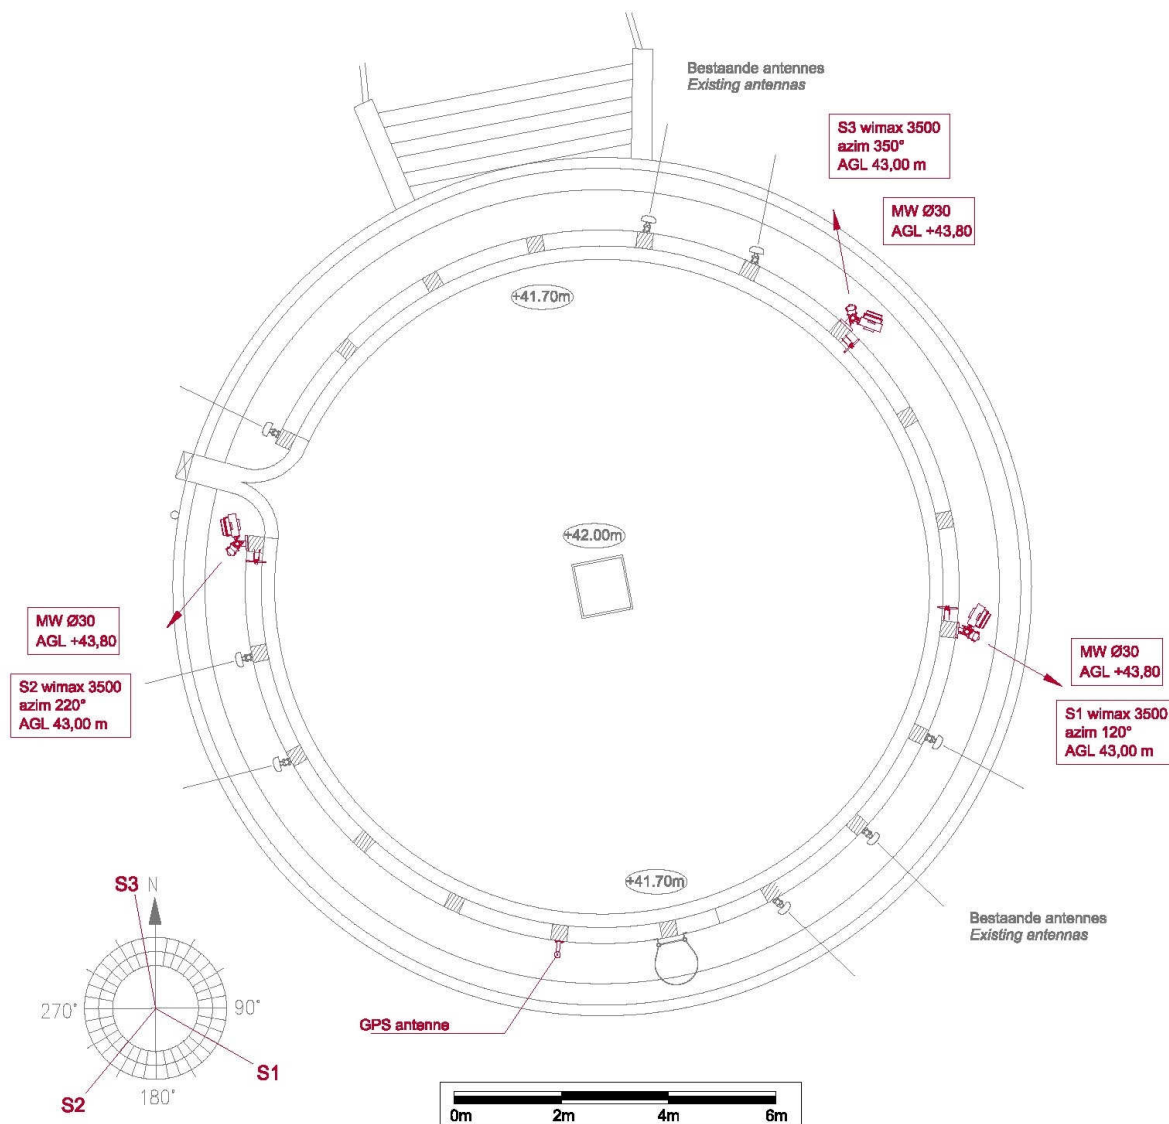 Bestaande antennes
Existing antennas
S3 wimax 3500
azim 350°
AGL 43,00 m
MW Ø30
AGL +43,80
+41.70m
+42.00m
MW Ø30
AGL +43,80
S2 wimax 3500
azim 220°
AGL 43,00 m
MW Ø30
AGL +43,80
S1 wimax 3500
azim 120°
AGL 43,00 m
+41.70m
Bestaande antennes
Existing antennas
GPS antenne
S3
N
270°
90°
S1
S2
180°
0m
2m
4m
6m